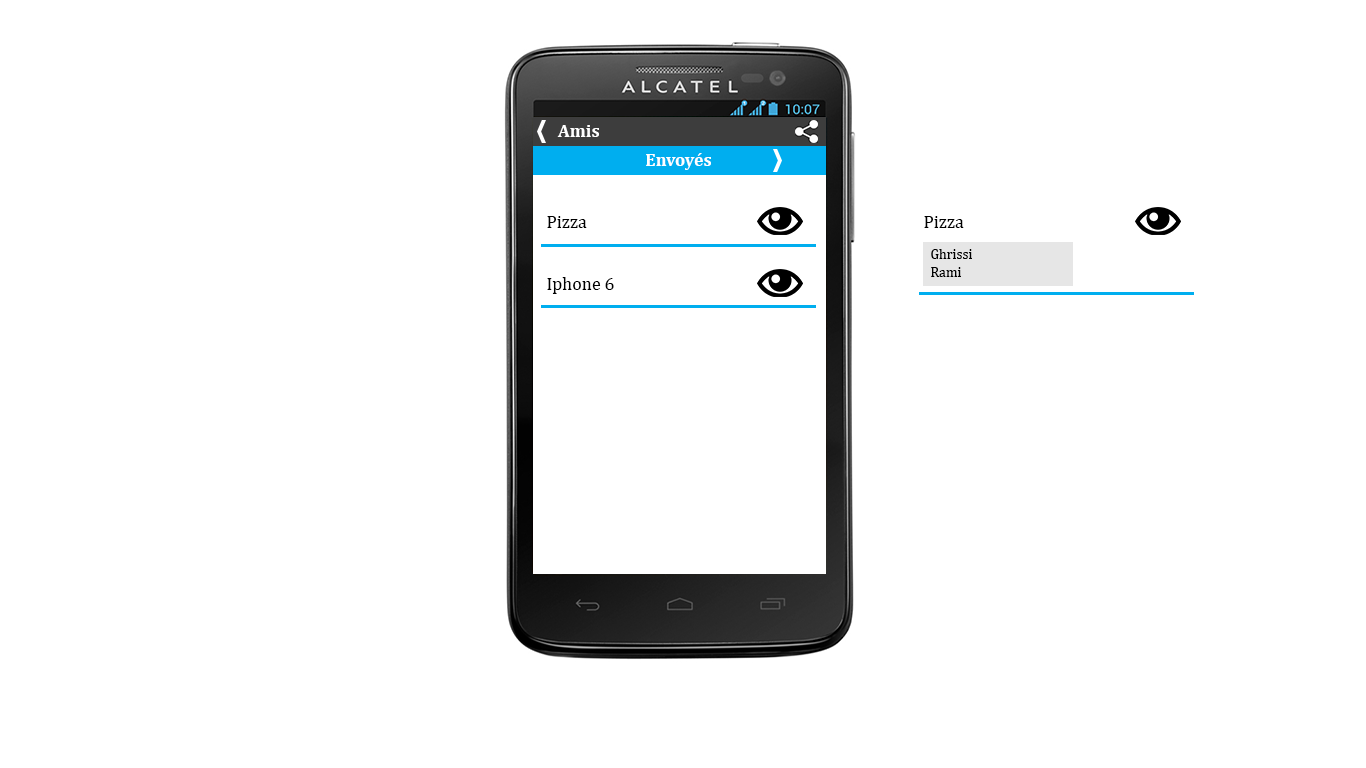 ALCATEL
10:07
Amis
Envoyés
Pizza
Iphone 6
Pizza
Ghrissi
Rami